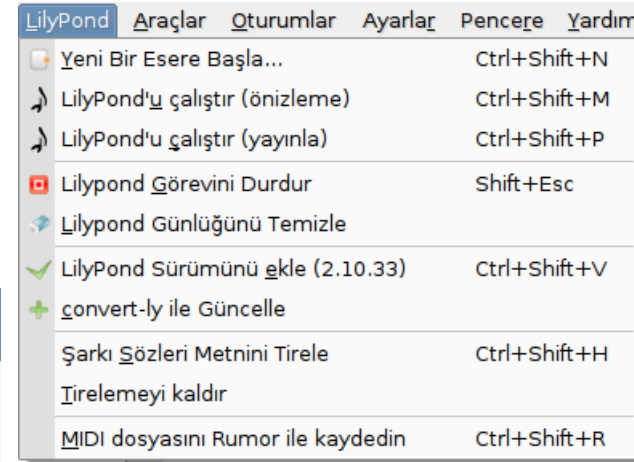 LilyPond Araçlar Oturumlar Ayarlar Pencere Yardım
Yeni Bir Esere Başla... Ctrl+Shift+N
LilyPond'u çalıştır (önizleme) Ctrl+Shift+M
LilyPond'u çalıştır (yayınla) Ctrl+Shift+P
Lilypond Görevini Durdur Shift+Esc
Lilypond Günlüğünü Temizle
LilyPond Sürümünü ekle (2.10.33) Ctrl+Shift+V
convert-ly ile Güncelle
Şarkı Sözleri Metnini Tirele Ctrl+Shift+H
Tirelemeyi kaldır
MIDI dosyasını Rumor ile kaydedin Ctrl+Shift+R